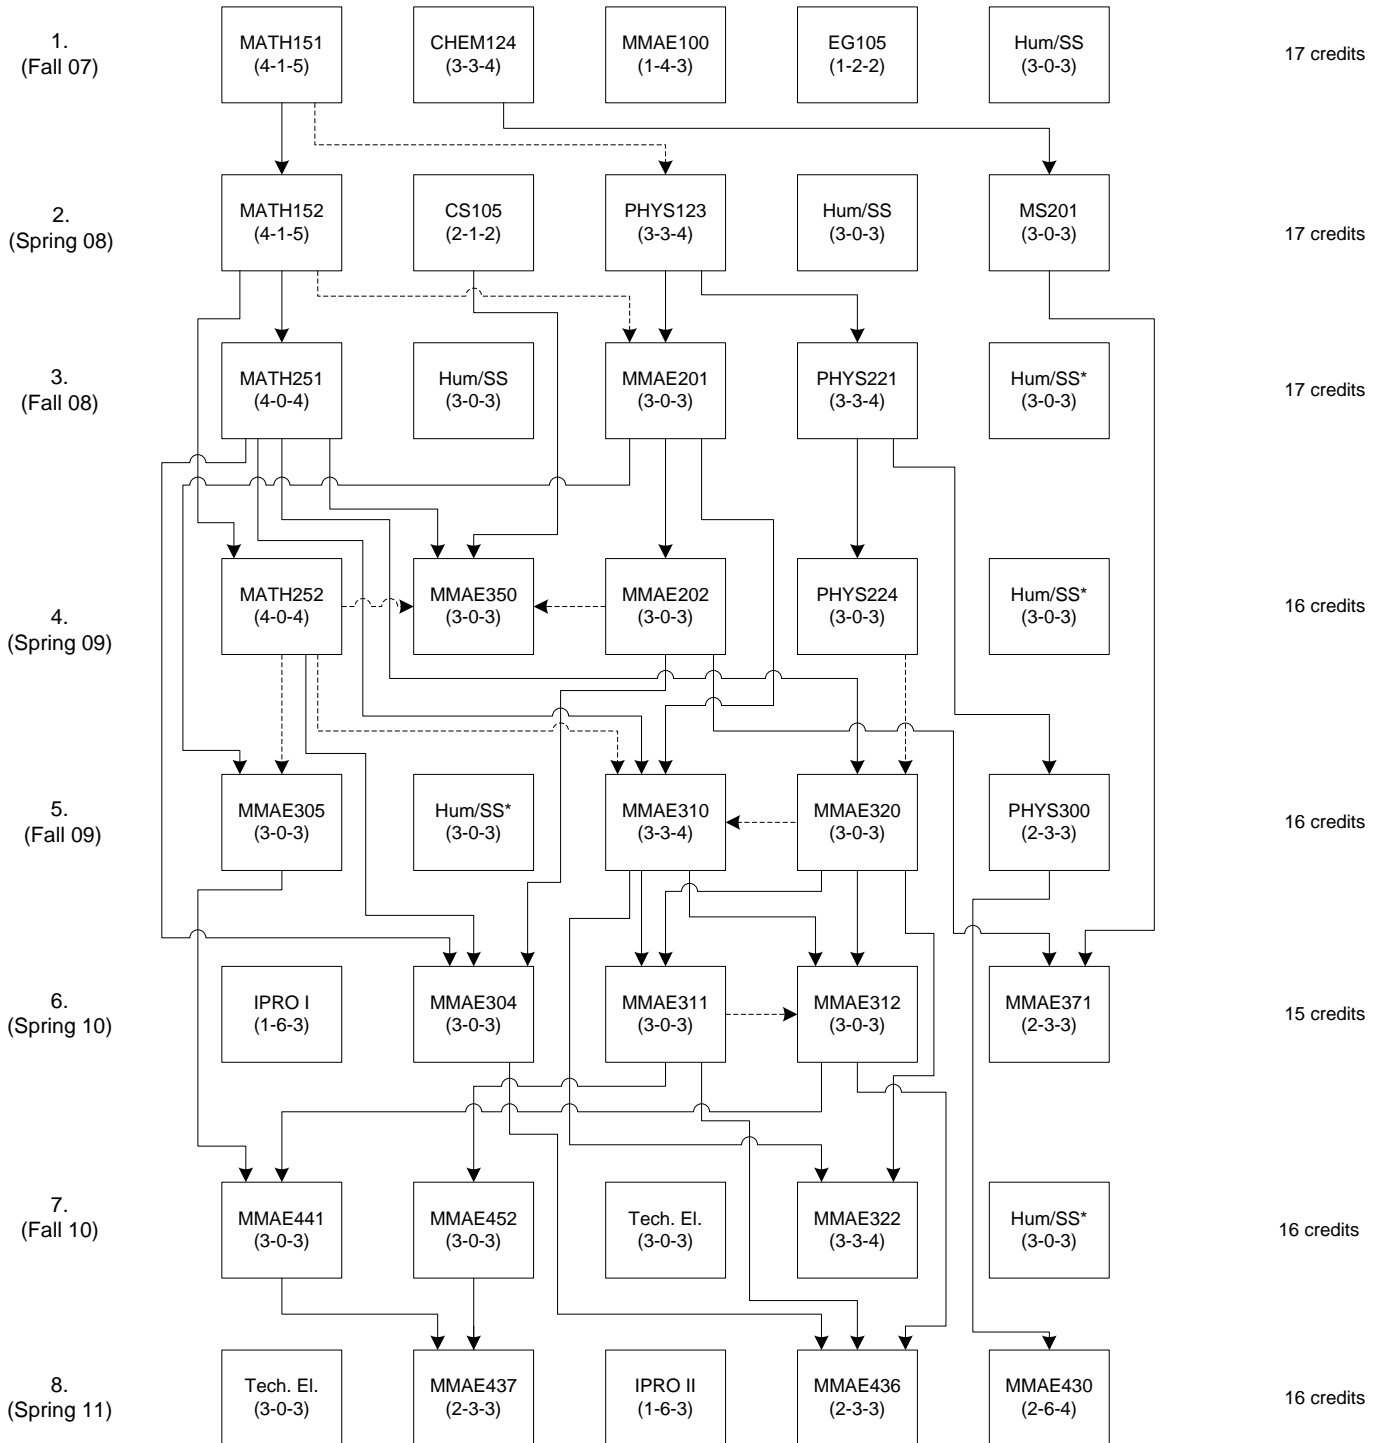 1.
(Fall 07)
MATH151
(4-1-5)
CHEM124
(3-3-4)
MMAE100
(1-4-3)
EG105
(1-2-2)
Hum/SS
(3-0-3)
17 credits
2.
(Spring 08)
MATH152
(4-1-5)
CS105
(2-1-2)
PHYS123
(3-3-4)
Hum/SS
(3-0-3)
MS201
(3-0-3)
17 credits
3.
(Fall 08)
MATH251
(4-0-4)
Hum/SS
(3-0-3)
MMAE201
(3-0-3)
PHYS221
(3-3-4)
Hum/SS*
(3-0-3)
17 credits
4.
(Spring 09)
MATH252
(4-0-4)
MMAE350
(3-0-3)
MMAE202
(3-0-3)
PHYS224
(3-0-3)
Hum/SS*
(3-0-3)
16 credits
5.
(Fall 09)
MMAE305
(3-0-3)
Hum/SS*
(3-0-3)
MMAE310
(3-3-4)
MMAE320
(3-0-3)
PHYS300
(2-3-3)
16 credits
6.
(Spring 10)
IPRO I
(1-6-3)
MMAE304
(3-0-3)
MMAE311
(3-0-3)
MMAE312
(3-0-3)
MMAE371
(2-3-3)
15 credits
7.
(Fall 10)
MMAE441
(3-0-3)
MMAE452
(3-0-3)
Tech. El.
(3-0-3)
MMAE322
(3-3-4)
Hum/SS*
(3-0-3)
16 credits
8.
(Spring 11)
Tech. El.
(3-0-3)
MMAE437
(2-3-3)
IPRO II
(1-6-3)
MMAE436
(2-3-3)
MMAE430
(2-6-4)
16 credits